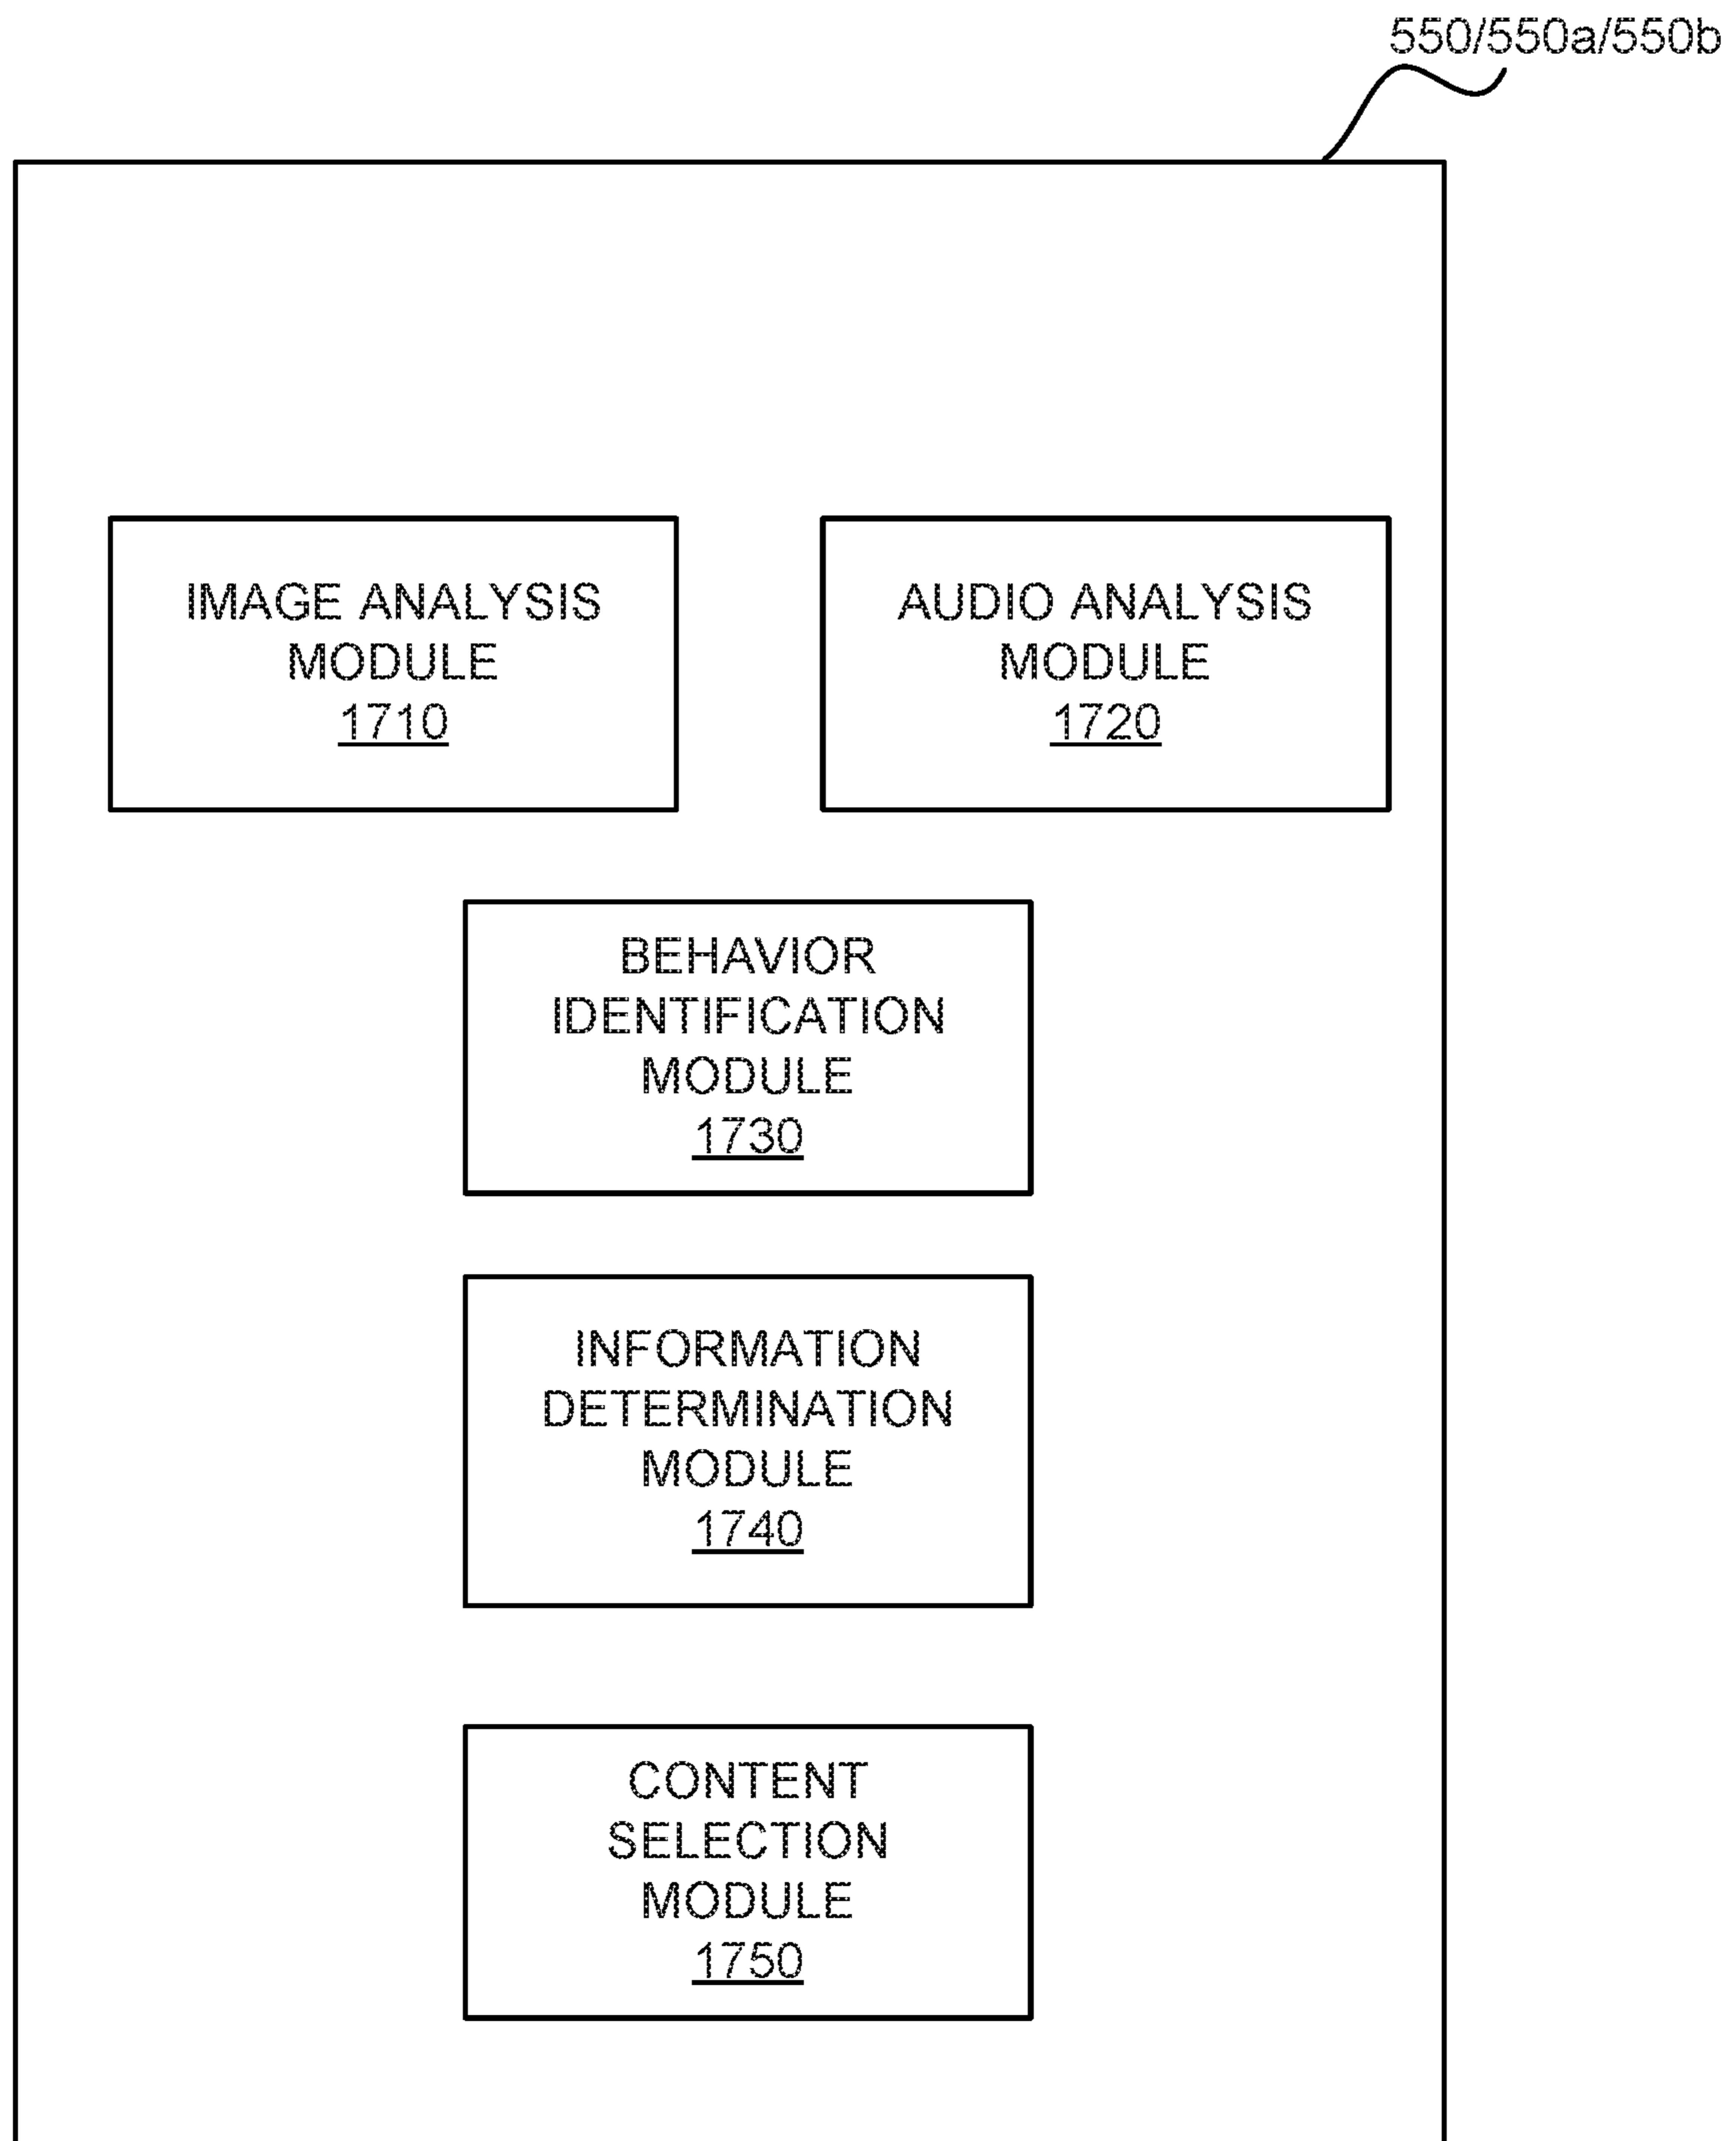 550/550a/550b
IMAGE ANALYSIS
MODULE
1710
AUDIO ANALYSIS
MODULE
1720
BEHAVIOR
IDENTIFICATION
MODULE
1730
INFORMATION
DETERMINATION
MODULE
1740
CONTENT
SELECTION
MODULE
1750